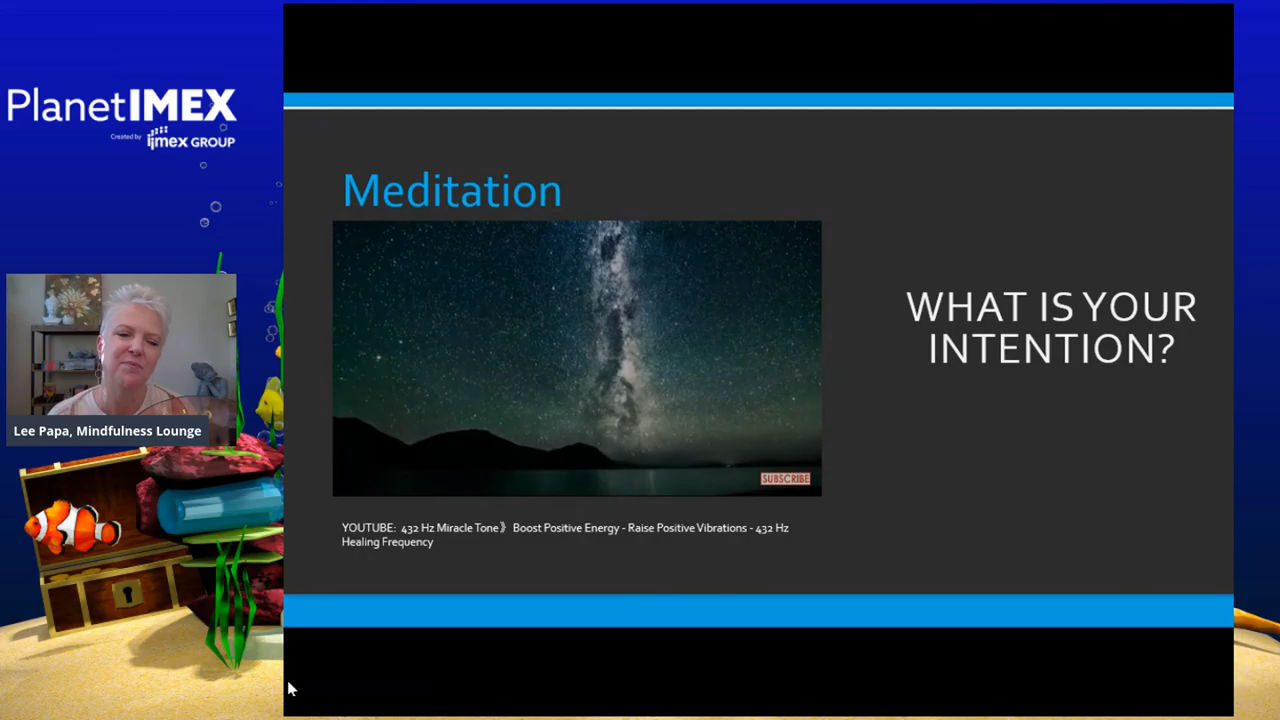 PlanetIMEX
Created by imex GROUP
Meditation
SUBSCRIBE
YOUTUBE: 432 Hz Miracle Tone》 Boost Positive Energy - Raise Positive Vibrations - 432 Hz
Healing Frequency
WHAT IS YOUR
INTENTION?
Lee Papa, Mindfulness Lounge